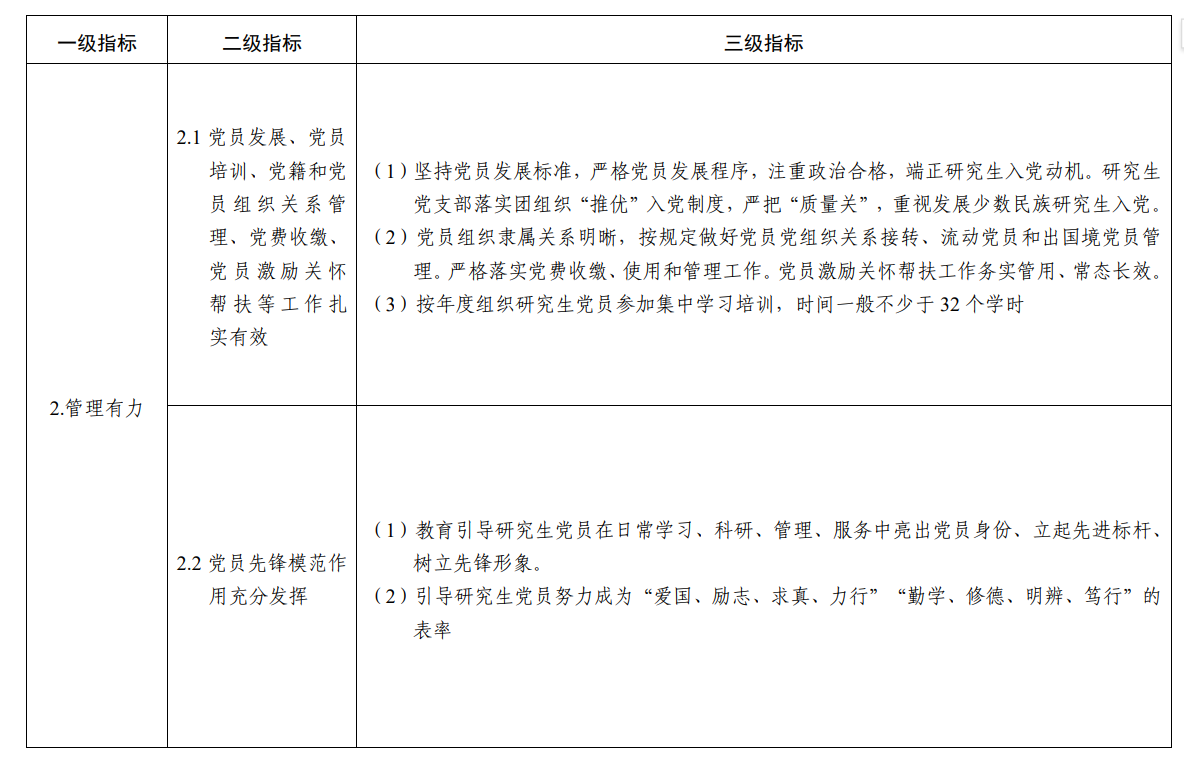 一级指标
二级指标
三级指标
2.管理有力
2.1 党员发展、党员
培训、党籍和党
员组织关系管
理、党费收缴、
党员激励关怀
帮扶等工作扎
实有效
（1）坚持党员发展标准，严格党员发展程序，注重政治合格，端正研究生入党动机。研究生
党支部落实团组织“推优”入党制度，严把“质量关”，重视发展少数民族研究生入党。
（2）党员组织隶属关系明晰，按规定做好党员党组织关系接转、流动党员和出国境党员管
理。严格落实党费收缴、使用和管理工作。党员激励关怀帮扶工作务实管用、常态长效。
（3）按年度组织研究生党员参加集中学习培训，时间一般不少于 32 个学时
2.2 党员先锋模范作
用充分发挥
（1）教育引导研究生党员在日常学习、科研、管理、服务中亮出党员身份、立起先进标杆、
树立先锋形象。
（2）引导研究生党员努力成为“爱国、励志、求真、力行”“勤学、修德、明辨、笃行”的
表率